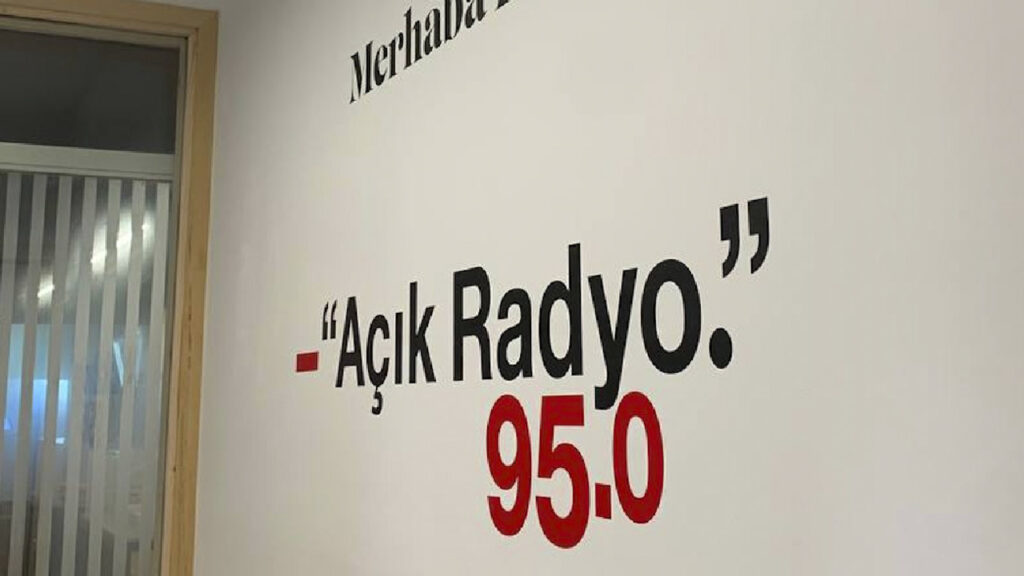 Merhaba
– “Açık Radyo.”
95.0